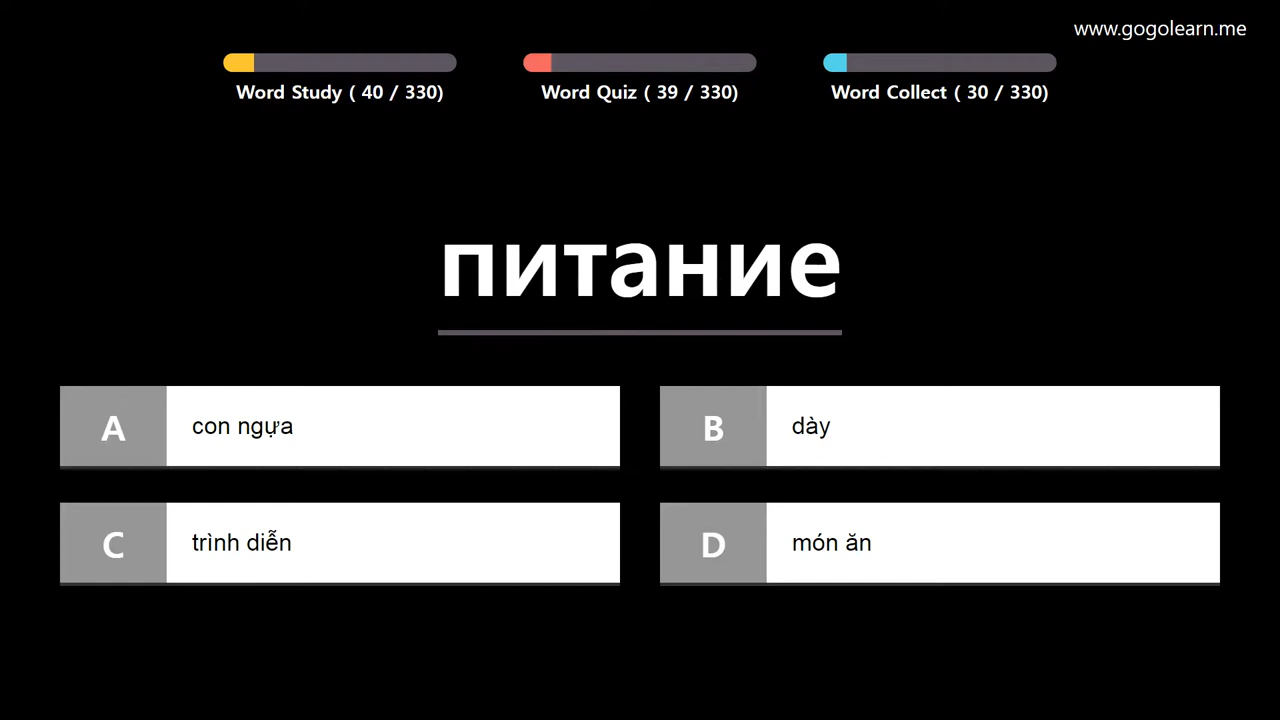 www.gogolearn.me
Word Study ( 40 / 330)
Word Quiz ( 39 / 330)
Word Collect ( 30 / 330)
питание
A
con ngựa
B
dày
C
trình diễn
D
món ăn